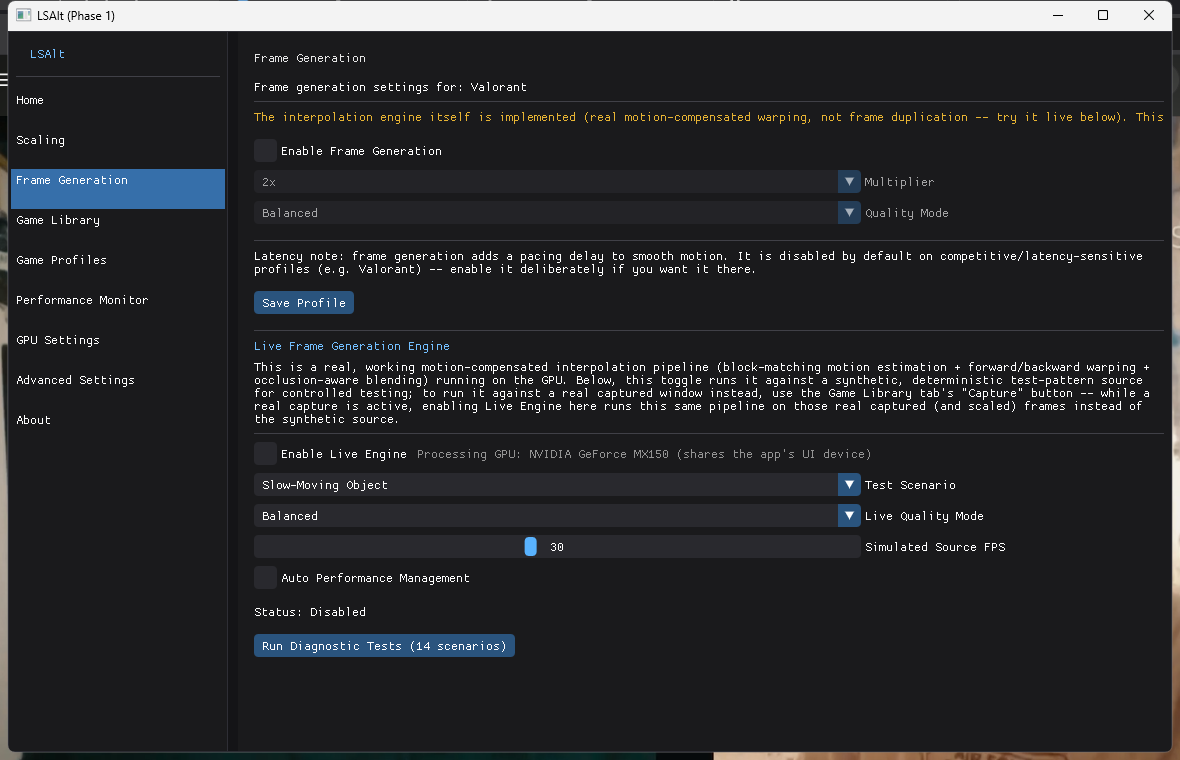 LSAlt (Phase 1)
LSAlt
Home
Scaling
Frame Generation
Game Library
Game Profiles
Performance Monitor
GPU Settings
Advanced Settings
About
Frame Generation
Frame generation settings for: Valorant
The interpolation engine itself is implemented (real motion-compensated warping, not frame duplication -- try it live below). This
Enable Frame Generation
2x Multiplier
Balanced Quality Mode
Latency note: frame generation adds a pacing delay to smooth motion. It is disabled by default on competitive/latency-sensitive
profiles (e.g. Valorant) -- enable it deliberately if you want it there.
Save Profile
Live Frame Generation Engine
This is a real, working motion-compensated interpolation pipeline (block-matching motion estimation + forward/backward warping +
occlusion-aware blending) running on the GPU. Below, this toggle runs it against a synthetic, deterministic test-pattern source
for controlled testing; to run it against a real captured window instead, use the Game Library tab's "Capture" button -- while a
real capture is active, enabling Live Engine here runs this same pipeline on those real captured (and scaled) frames instead of
the synthetic source.
Enable Live Engine Processing GPU: NVIDIA GeForce MX150 (shares the app's UI device)
Slow-Moving Object Test Scenario
Balanced Live Quality Mode
30 Simulated Source FPS
Auto Performance Management
Status: Disabled
Run Diagnostic Tests (14 scenarios)